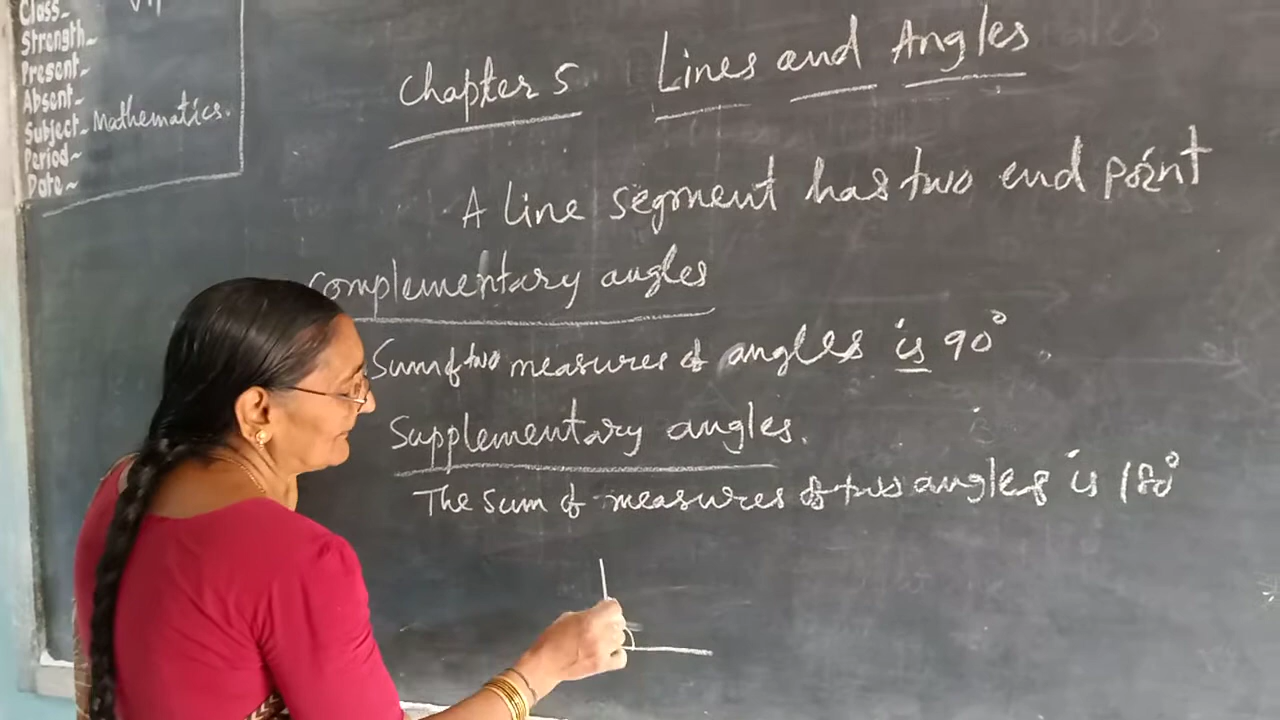 Class-
VII
Strength-
Present-
Absent-
Subject- Mathematics.
Period-
Date-
Chapter 5 Lines and Angles
A line segment has two end point
Complementary angles
Sum of two measures of angles is 90°
Supplementary angles.
The Sum of measures of two angles is 180°